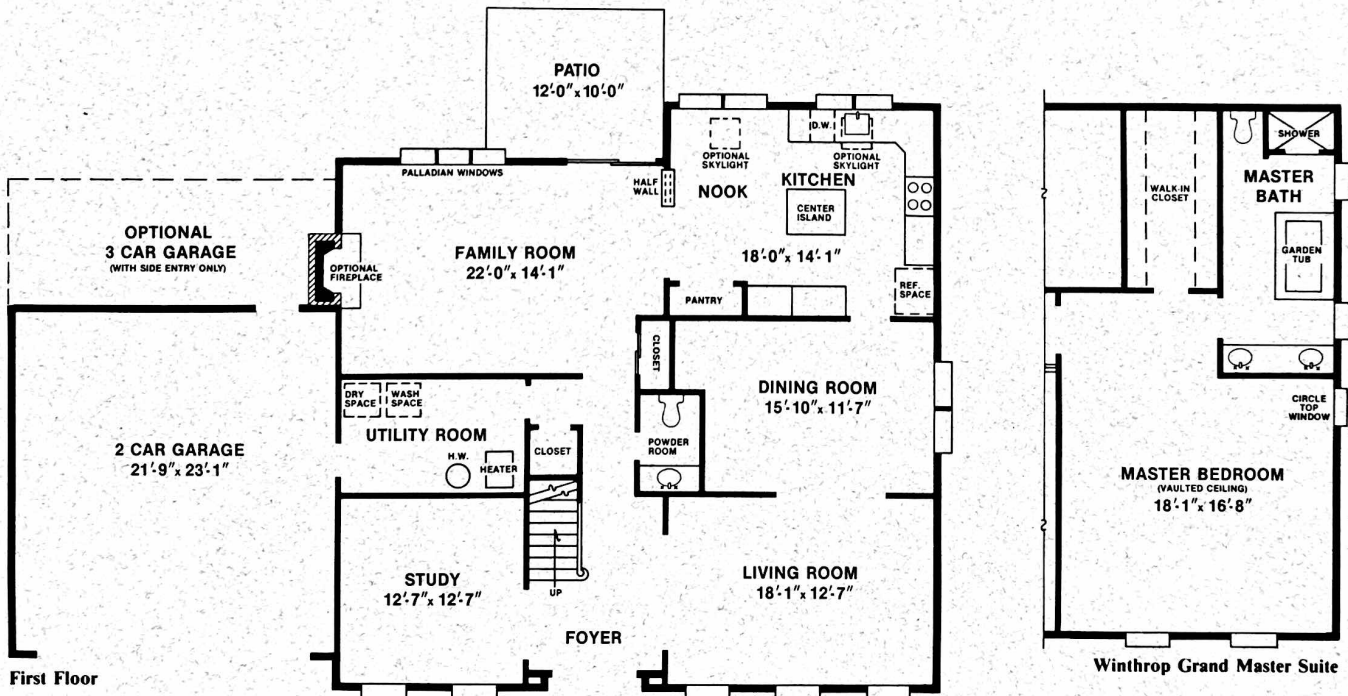 PATIO
12'-0" x 10'-0"
PALLADIAN WINDOWS
HALF
WALL
OPTIONAL
SKYLIGHT
D.W.
OPTIONAL
SKYLIGHT
NOOK
KITCHEN
CENTER
ISLAND
18'-0" x 14'-1"
REF.
SPACE
PANTRY
OPTIONAL
3 CAR GARAGE
(WITH SIDE ENTRY ONLY)
OPTIONAL
FIREPLACE
FAMILY ROOM
22'-0" x 14'-1"
CLOSET
DINING ROOM
15'-10" x 11'-7"
DRY
SPACE
WASH
SPACE
UTILITY ROOM
H.W.
HEATER
CLOSET
POWDER
ROOM
2 CAR GARAGE
21'-9" x 23'-1"
STUDY
12'-7" x 12'-7"
UP
LIVING ROOM
18'-1" x 12'-7"
FOYER
First Floor
SHOWER
MASTER
BATH
WALK-IN
CLOSET
GARDEN
TUB
CIRCLE
TOP
WINDOW
MASTER BEDROOM
(VAULTED CEILING)
18'-1" x 16'-8"
Winthrop Grand Master Suite